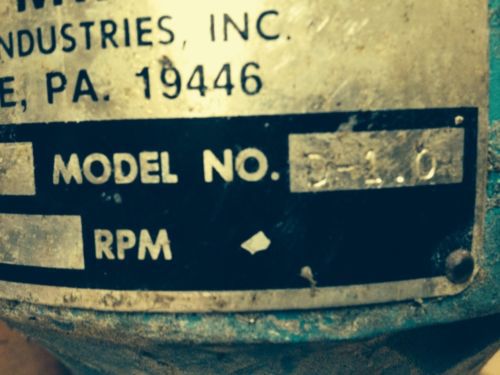 NDUSTRIES, INC.
E, PA. 19446
MODEL NO. D-1.0
RPM